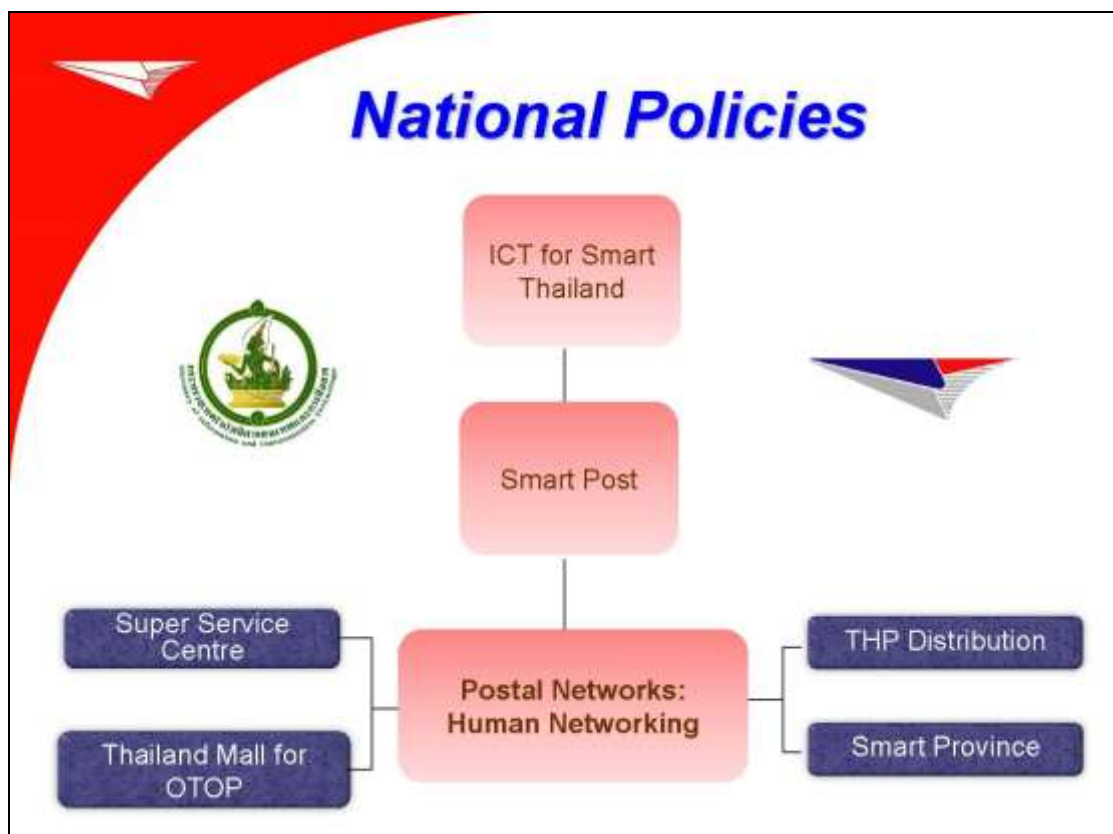 National Policies
ICT for Smart
Thailand
Smart Post
Super Service
Centre
Thailand Mall for
OTOP
Postal Networks:
Human Networking
THP Distribution
Smart Province